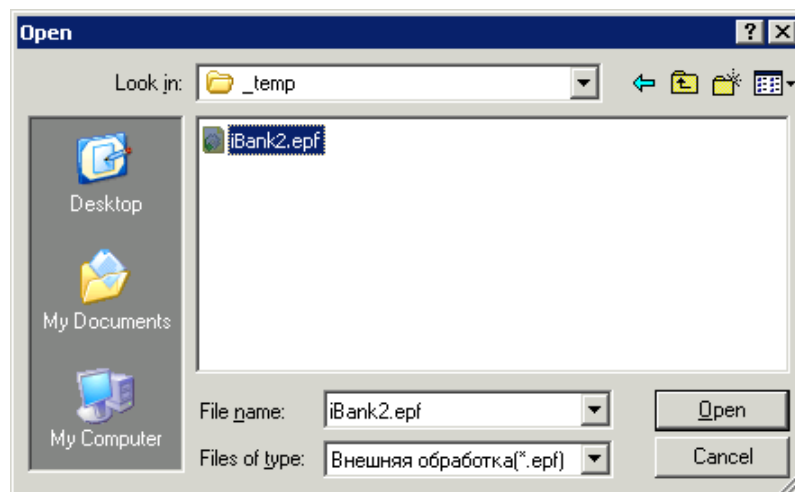 Open
Look in:
_temp
iBank2.epf
Desktop
My Documents
My Computer
File name:
iBank2.epf
Open
Files of type:
Внешняя обработка(*.epf)
Cancel